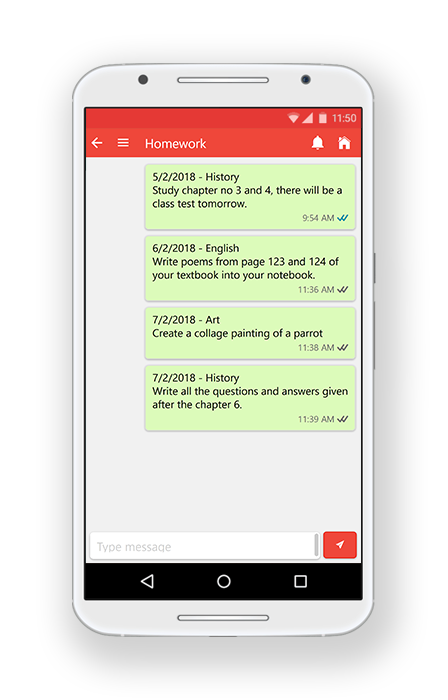 11:50
Homework
5/2/2018 - History
Study chapter no 3 and 4, there will be a
class test tomorrow.
9:54 AM
6/2/2018 - English
Write poems from page 123 and 124 of
your textbook into your notebook.
11:36 AM
7/2/2018 - Art
Create a collage painting of a parrot
11:38 AM
7/2/2018 - History
Write all the questions and answers given
after the chapter 6.
11:39 AM
Type message